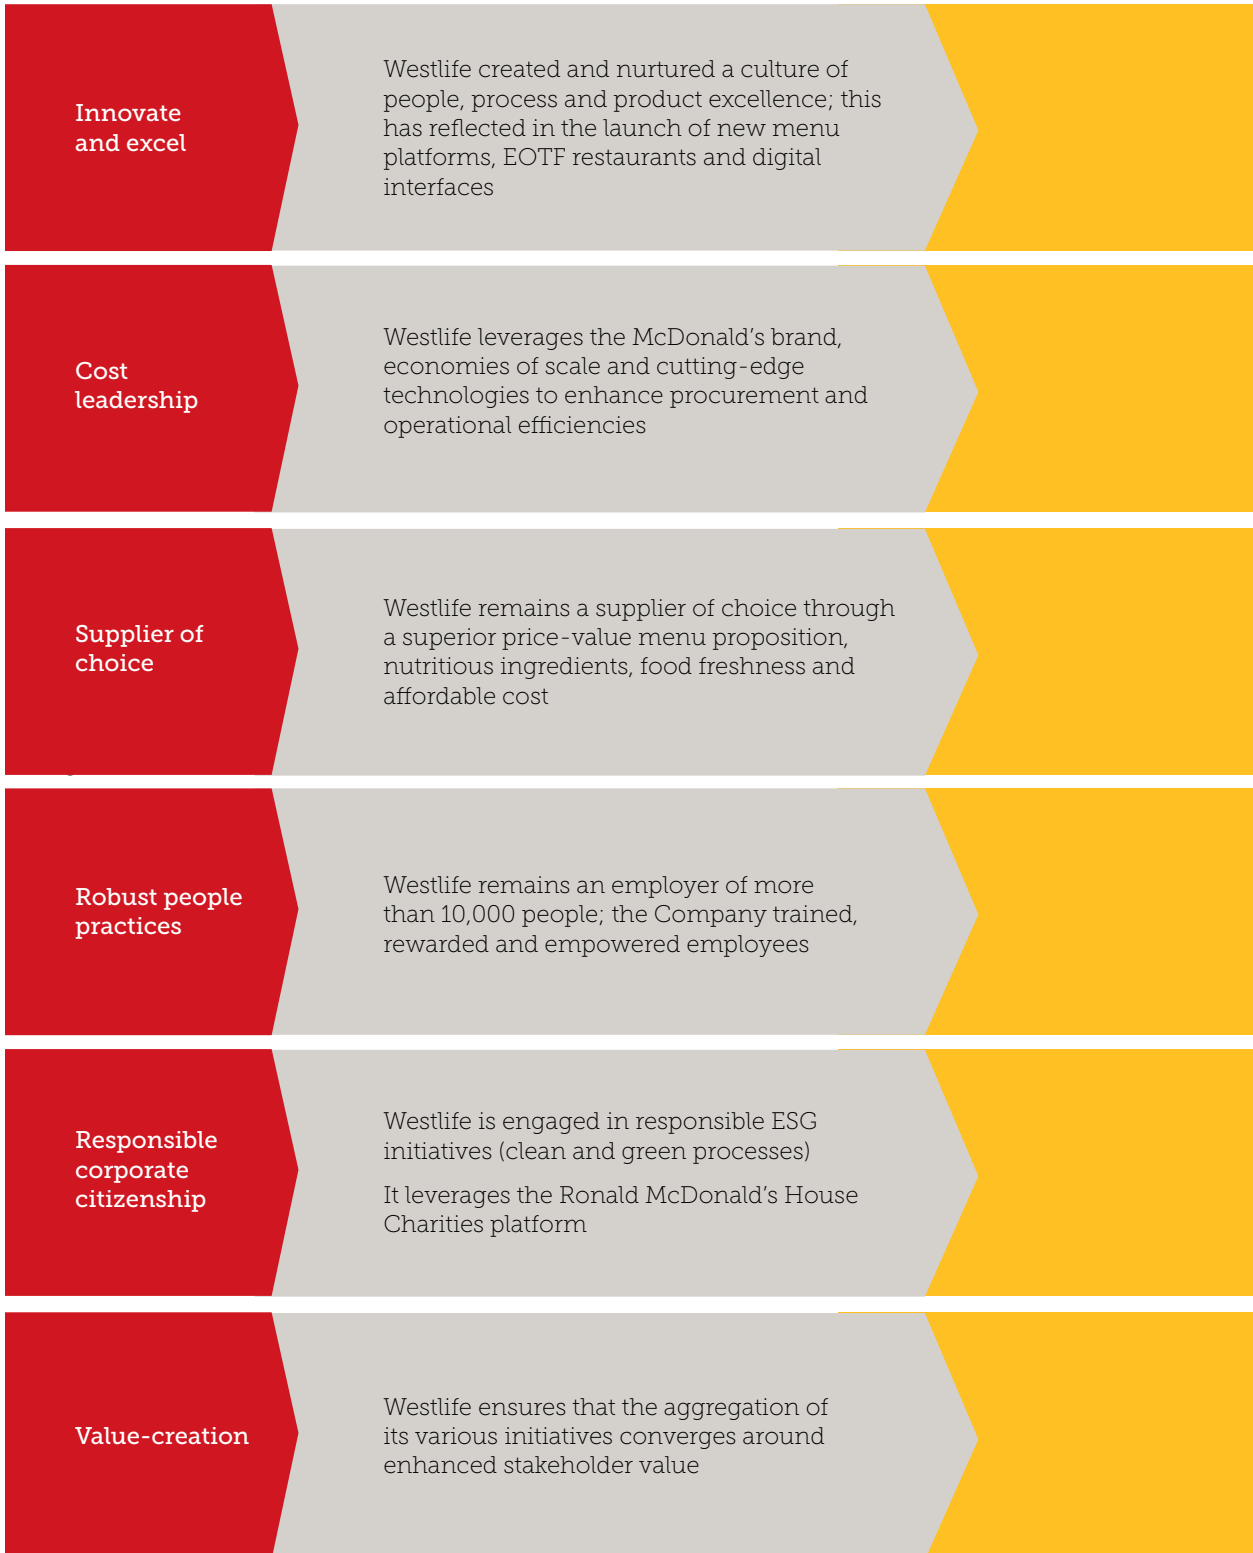 Innovate
and excel
Westlife created and nurtured a culture of
people, process and product excellence; this
has reflected in the launch of new menu
platforms, EOTF restaurants and digital
interfaces
Cost
leadership
Westlife leverages the McDonald's brand,
economies of scale and cutting-edge
technologies to enhance procurement and
operational efficiencies
Supplier of
choice
Westlife remains a supplier of choice through
a superior price-value menu proposition,
nutritious ingredients, food freshness and
affordable cost
Robust people
practices
Westlife remains an employer of more
than 10,000 people; the Company trained,
rewarded and empowered employees
Responsible
corporate
citizenship
Westlife is engaged in responsible ESG
initiatives (clean and green processes)
It leverages the Ronald McDonald's House
Charities platform
Value-creation
Westlife ensures that the aggregation of
its various initiatives converges around
enhanced stakeholder value